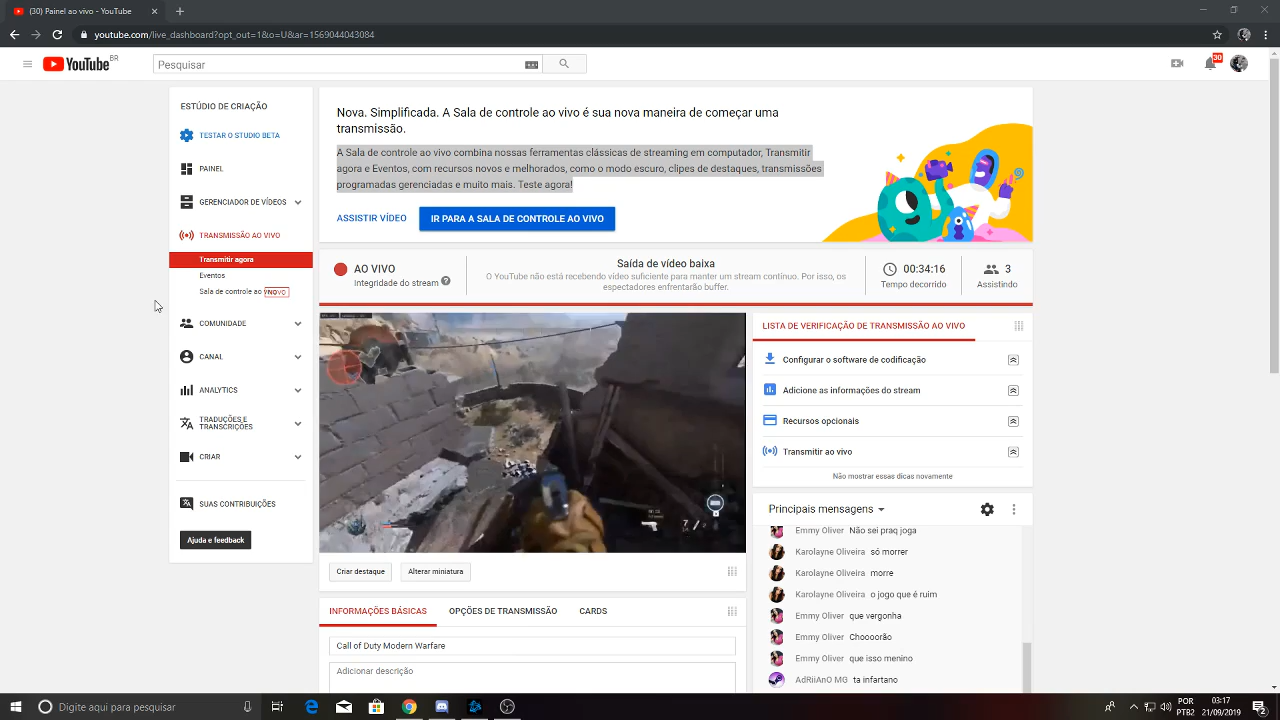 (30) Painel ao vivo - YouTube
youtube.com/live_dashboard?opt_out=1&o=U&ar=1569044043084
YouTube BR
Pesquisar
30
ESTÚDIO DE CRIAÇÃO
TESTAR O STUDIO BETA
PAINEL
GERENCIADOR DE VÍDEOS
TRANSMISSÃO AO VIVO
Transmitir agora
Eventos
Sala de controle ao
NOVO
COMUNIDADE
CANAL
ANALYTICS
TRADUÇÕES E
TRANSCRIÇÕES
CRIAR
SUAS CONTRIBUIÇÕES
Ajuda e feedback
Nova. Simplificada. A Sala de controle ao vivo é sua nova maneira de começar uma
transmissão.
A Sala de controle ao vivo combina nossas ferramentas clássicas de streaming em computador, Transmitir
agora e Eventos, com recursos novos e melhorados, como o modo escuro, clipes de destaques, transmissões
programadas gerenciadas e muito mais. Teste agora!
ASSISTIR VÍDEO
IR PARA A SALA DE CONTROLE AO VIVO
AO VIVO
Integridade do stream ?
Saída de vídeo baixa
O YouTube não está recebendo vídeo suficiente para manter um stream contínuo. Por isso, os
espectadores enfrentarão buffer.
00:34:16
Tempo decorrido
3
Assistindo
7
Criar destaque
Alterar miniatura
INFORMAÇÕES BÁSICAS
OPÇÕES DE TRANSMISSÃO
CARDS
Call of Duty Modern Warfare
Adicionar descrição
LISTA DE VERIFICAÇÃO DE TRANSMISSÃO AO VIVO
Configurar o software de codificação
Adicione as informações do stream
Recursos opcionais
Transmitir ao vivo
Não mostrar essas dicas novamente
Principais mensagens
Emmy Oliver Não sei praq joga
Karolayne Oliveira só morrer
Karolayne Oliveira morre
Karolayne Oliveira o jogo que é ruim
Emmy Oliver que vergonha
Emmy Oliver Choooorão
Emmy Oliver que isso menino
AdRiiAnO MG ta infartano
Digite aqui para pesquisar
POR
PTB2
03:17
21/09/2019
2